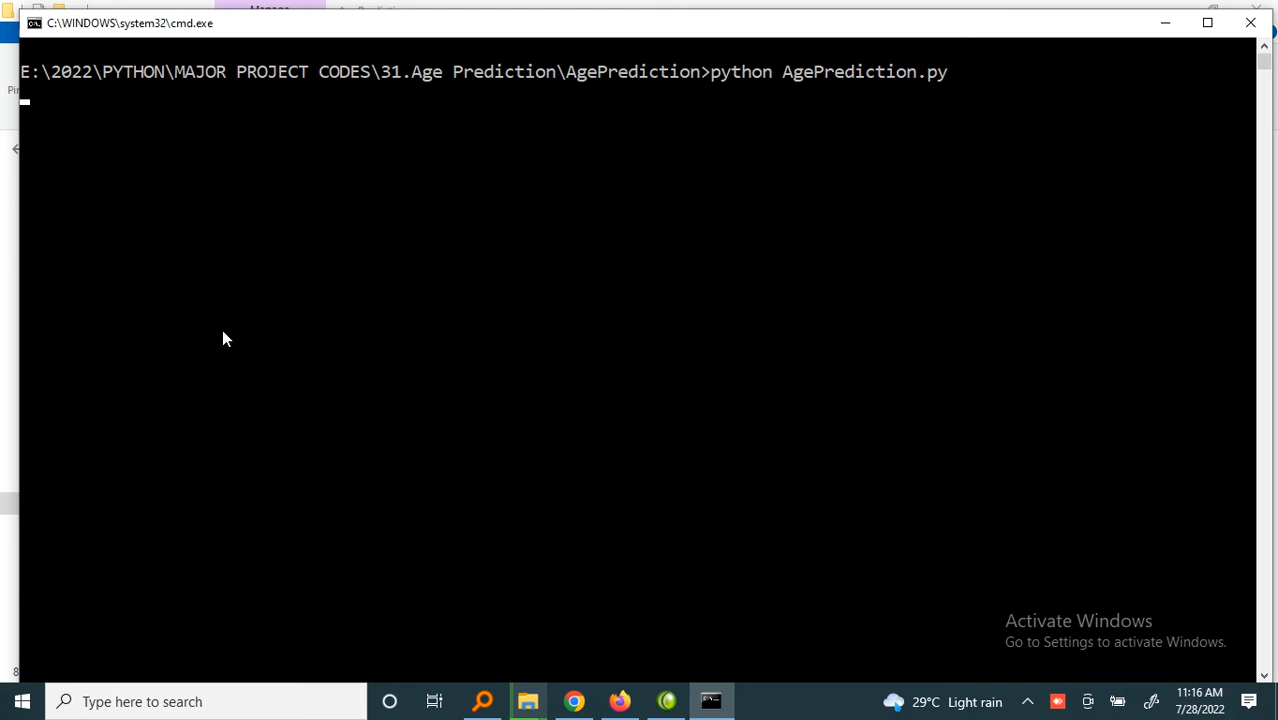 C:\WINDOWS\system32\cmd.exe
E:\2022\PYTHON\MAJOR PROJECT CODES\31.Age Prediction\AgePrediction>python AgePrediction.py
Activate Windows
Go to Settings to activate Windows.
Type here to search
29°C Light rain
11:16 AM
7/28/2022